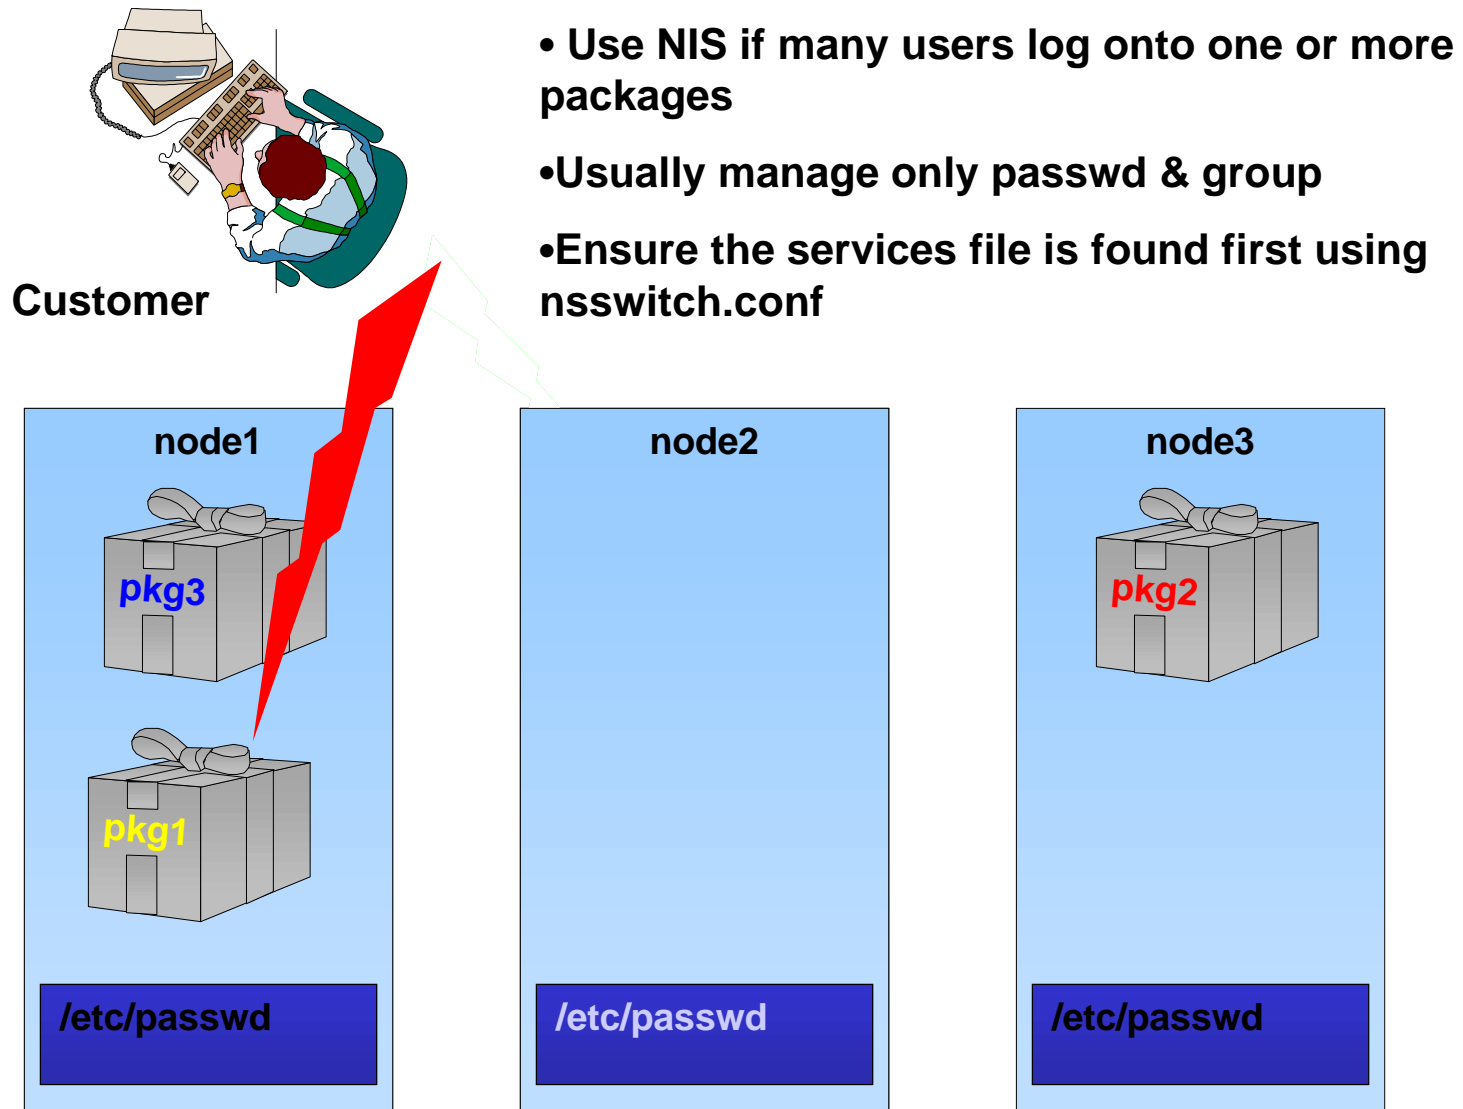 • Use NIS if many users log onto one or more
packages
•Usually manage only passwd & group
•Ensure the services file is found first using
nsswitch.conf
Customer
node1
node2
node3
pkg3
pkg2
pkg1
/etc/passwd
/etc/passwd
/etc/passwd